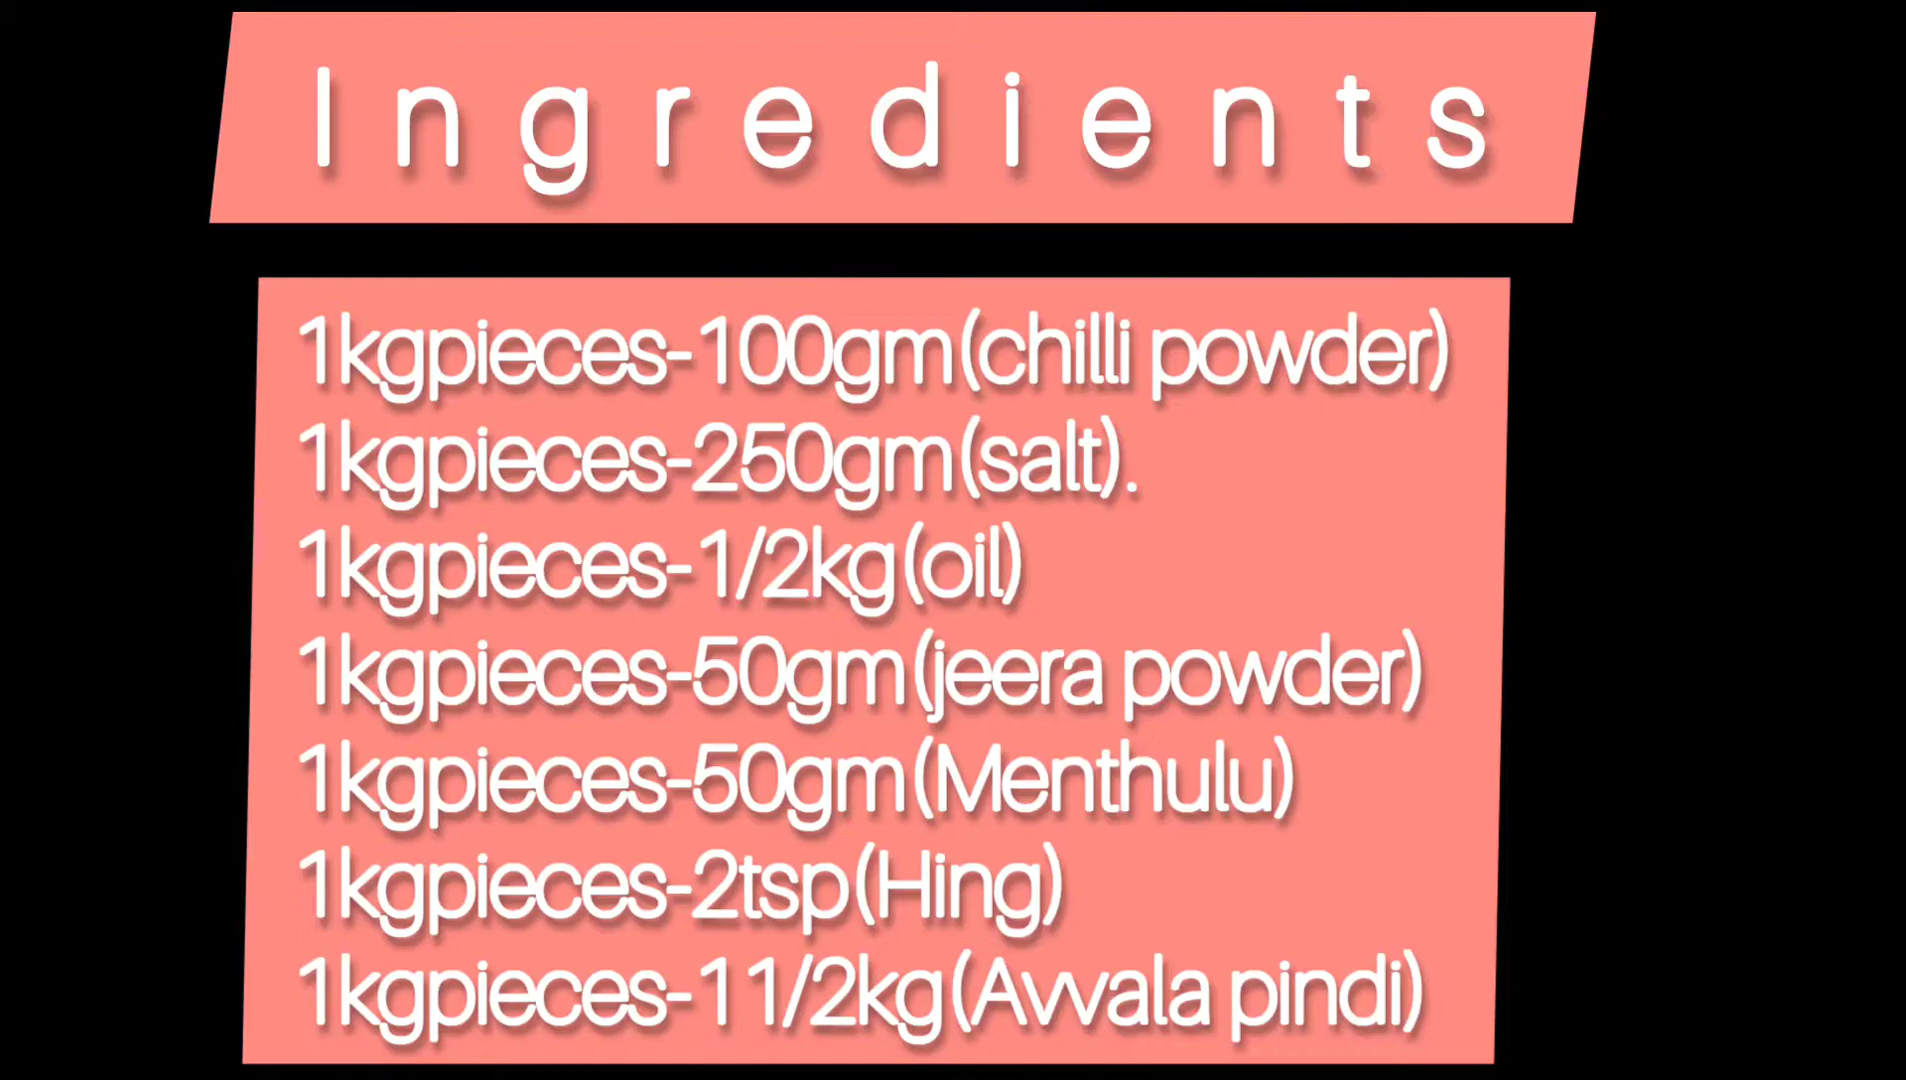 Ingredients
1kgpieces-100gm(chilli powder)
1kgpieces-250gm(salt).
1kgpieces-1/2kg(oil)
1kgpieces-50gm(jeera powder)
1kgpieces-50gm(Menthulu)
1kgpieces-2tsp(Hing)
1kgpieces-11/2kg(Avvala pindi)